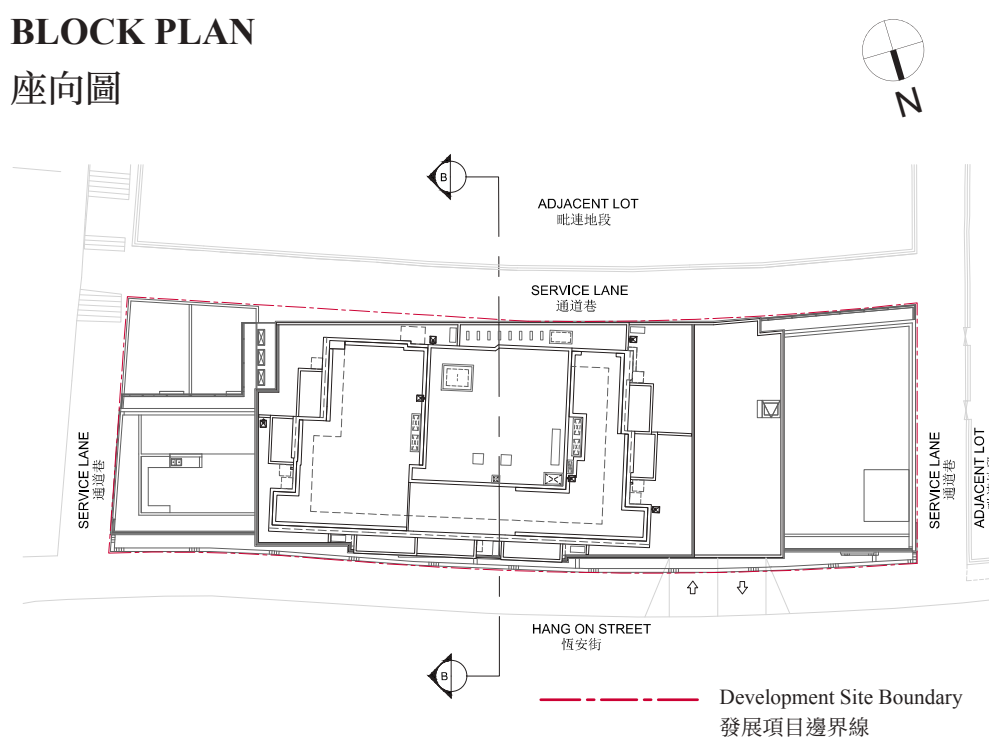 BLOCK PLAN
座向圖
N
B
ADJACENT LOT
毗連地段
SERVICE LANE
通道巷
SERVICE LANE
通道巷
SERVICE LANE
通道巷
ADJACENT LOT
HANG ON STREET
恆安街
B
Development Site Boundary
發展項目邊界線